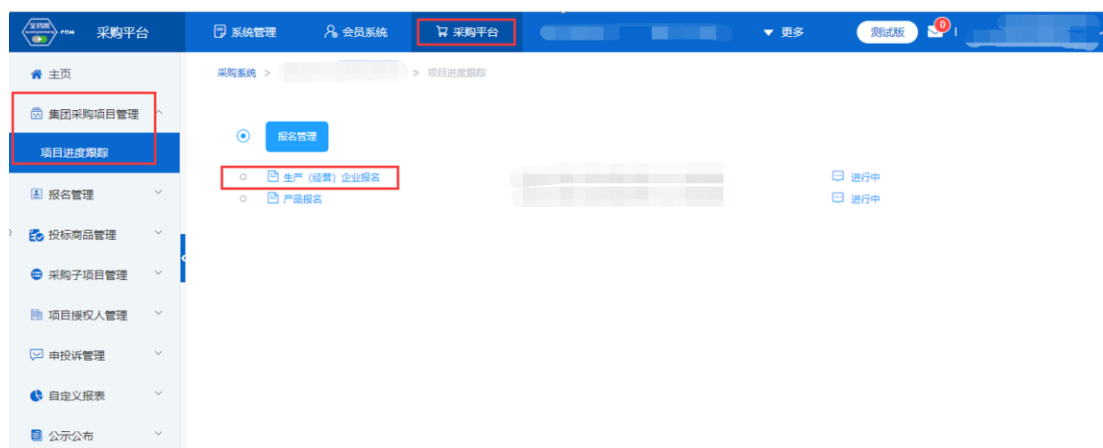 采购平台
系统管理
会员系统
采购平台
更多
测试版
0
主页
采购系统 >
> 项目进度跟踪
集团采购项目管理
报名管理
项目进度跟踪
生产（经营）企业报名
进行中
报名管理
产品报名
进行中
投标商品管理
采购子项目管理
项目授权人管理
申投诉管理
自定义报表
公示公布